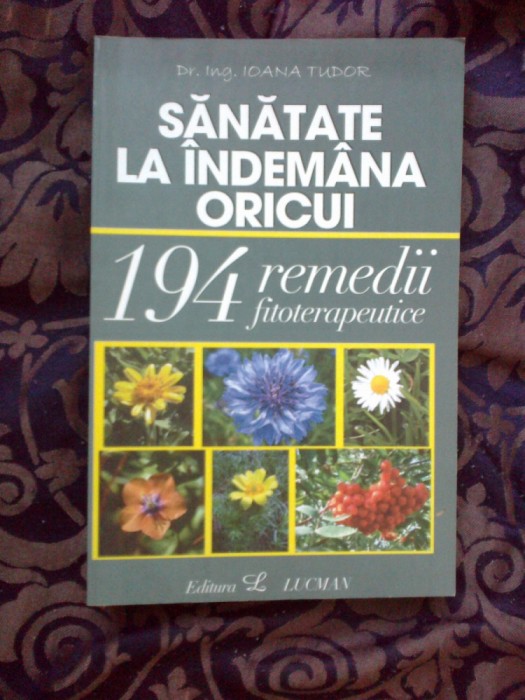 Dr. Ing. IOANA TUDOR
SĂNĂTATE
LA ÎNDEMÂNA
ORICUI
194 remedii
fitoterapeutice
Editura L LUCMAN